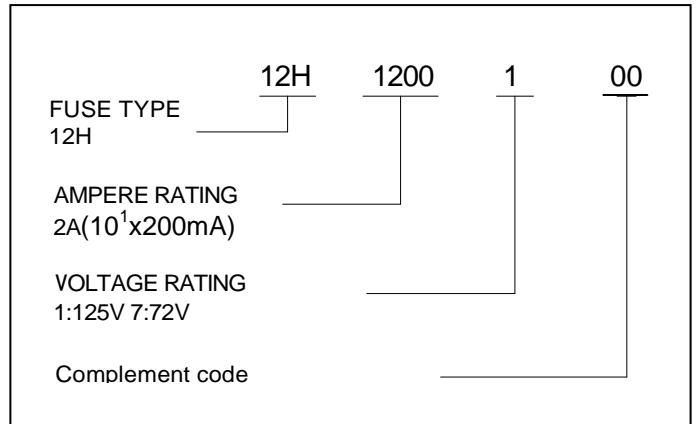 12H 1200 1 00
FUSE TYPE
12H
AMPERE RATING
2A(10¹x200mA)
VOLTAGE RATING
1:125V 7:72V
Complement code